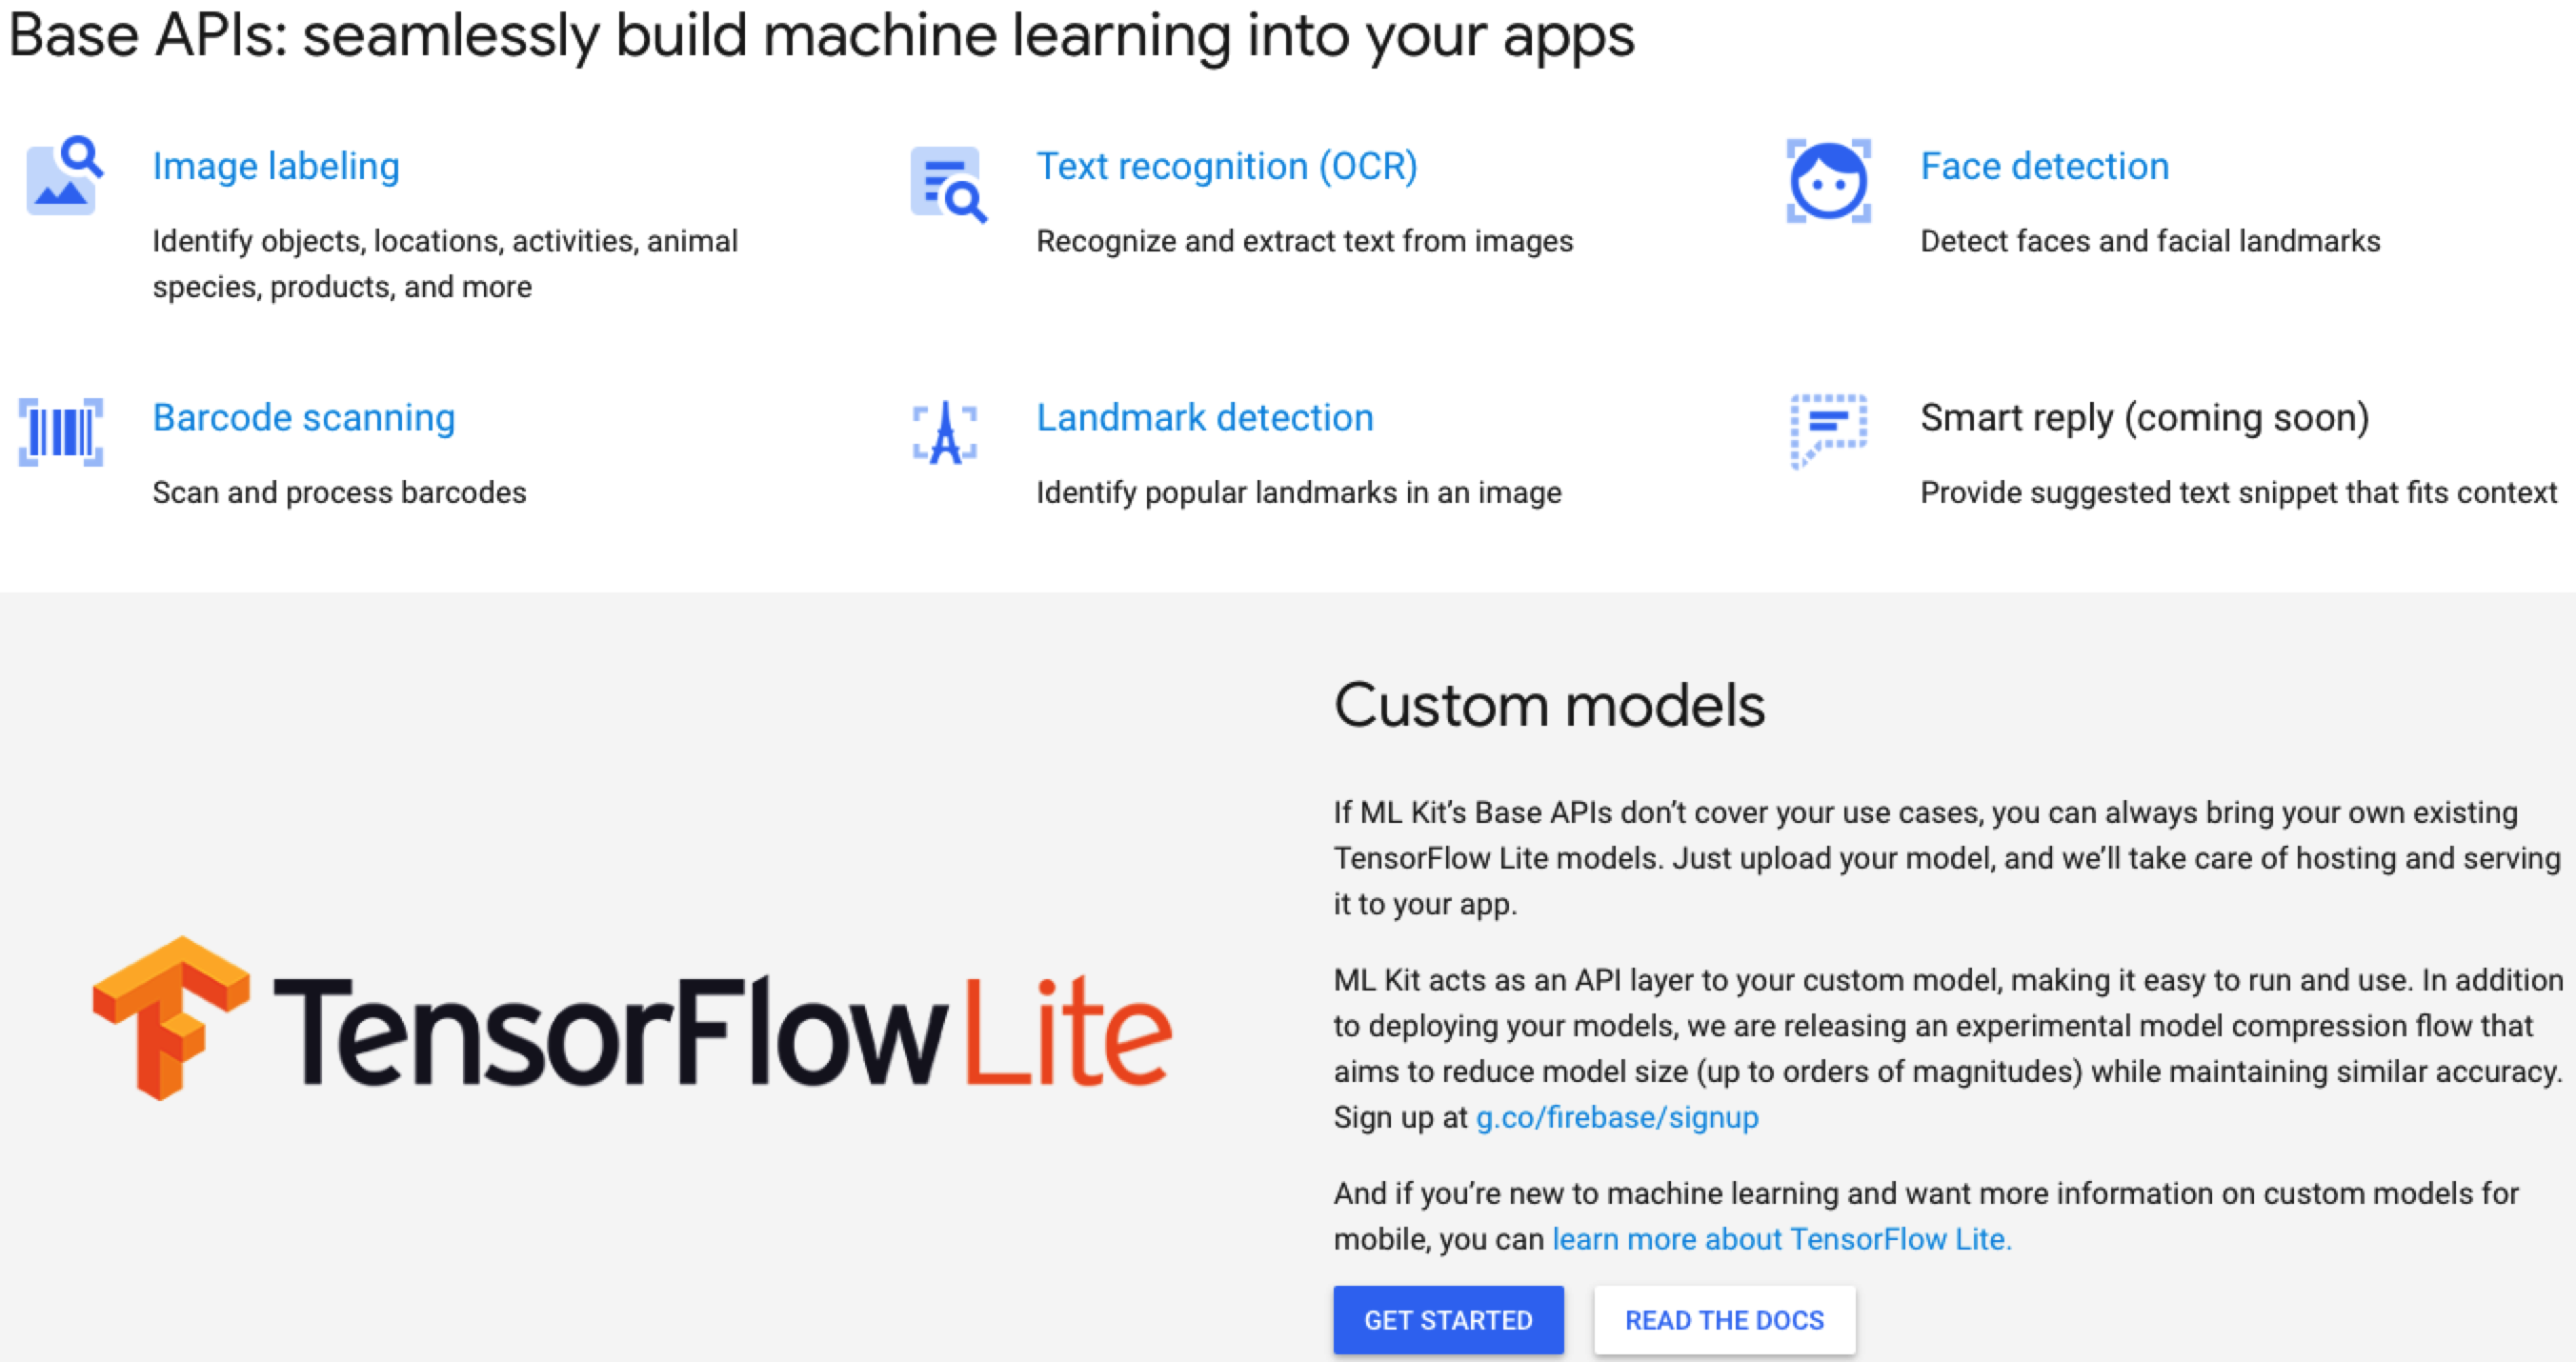 Base APIs: seamlessly build machine learning into your apps
Image labeling
Identify objects, locations, activities, animal
species, products, and more
Text recognition (OCR)
Recognize and extract text from images
Face detection
Detect faces and facial landmarks
Barcode scanning
Scan and process barcodes
Landmark detection
Identify popular landmarks in an image
Smart reply (coming soon)
Provide suggested text snippet that fits context
TensorFlow Lite
Custom models
If ML Kit’s Base APIs don’t cover your use cases, you can always bring your own existing
TensorFlow Lite models. Just upload your model, and we’ll take care of hosting and serving
it to your app.
ML Kit acts as an API layer to your custom model, making it easy to run and use. In addition
to deploying your models, we are releasing an experimental model compression flow that
aims to reduce model size (up to orders of magnitudes) while maintaining similar accuracy.
Sign up at g.co/firebase/signup
And if you’re new to machine learning and want more information on custom models for
mobile, you can learn more about TensorFlow Lite.
GET STARTED
READ THE DOCS